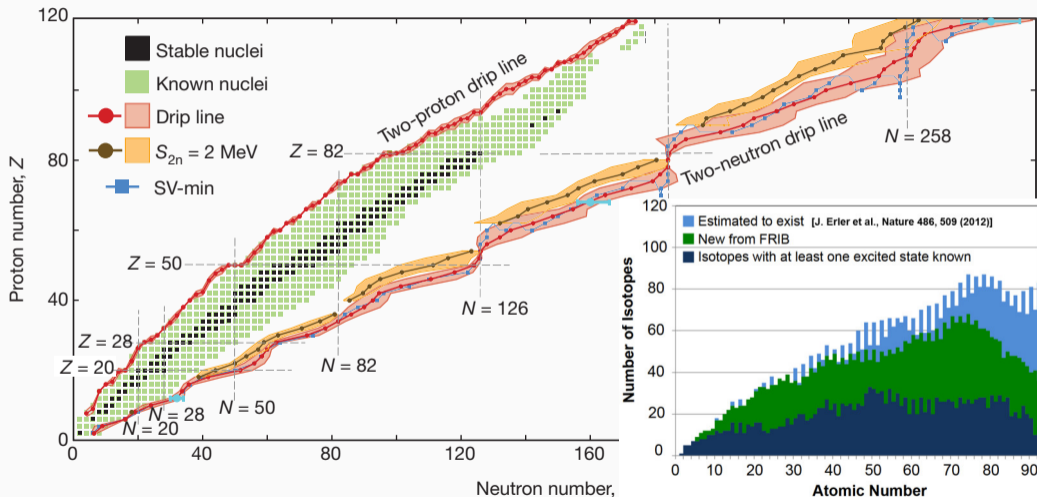 120
80
40
0
Proton number, Z
Stable nuclei
Known nuclei
Drip line
S2n = 2 MeV
SV-min
Two-proton drip line
Two-neutron drip line
Z = 82
Z = 50
Z = 28
Z = 20
N = 258
N = 126
N = 82
N = 50
N = 28
N = 20
0 40 80 120 160
Neutron number,
120
100
80
60
40
20
0
Number of Isotopes
Estimated to exist [J. Erler et al., Nature 486, 509 (2012)]
New from FRIB
Isotopes with at least one excited state known
0 10 20 30 40 50 60 70 80 90
Atomic Number